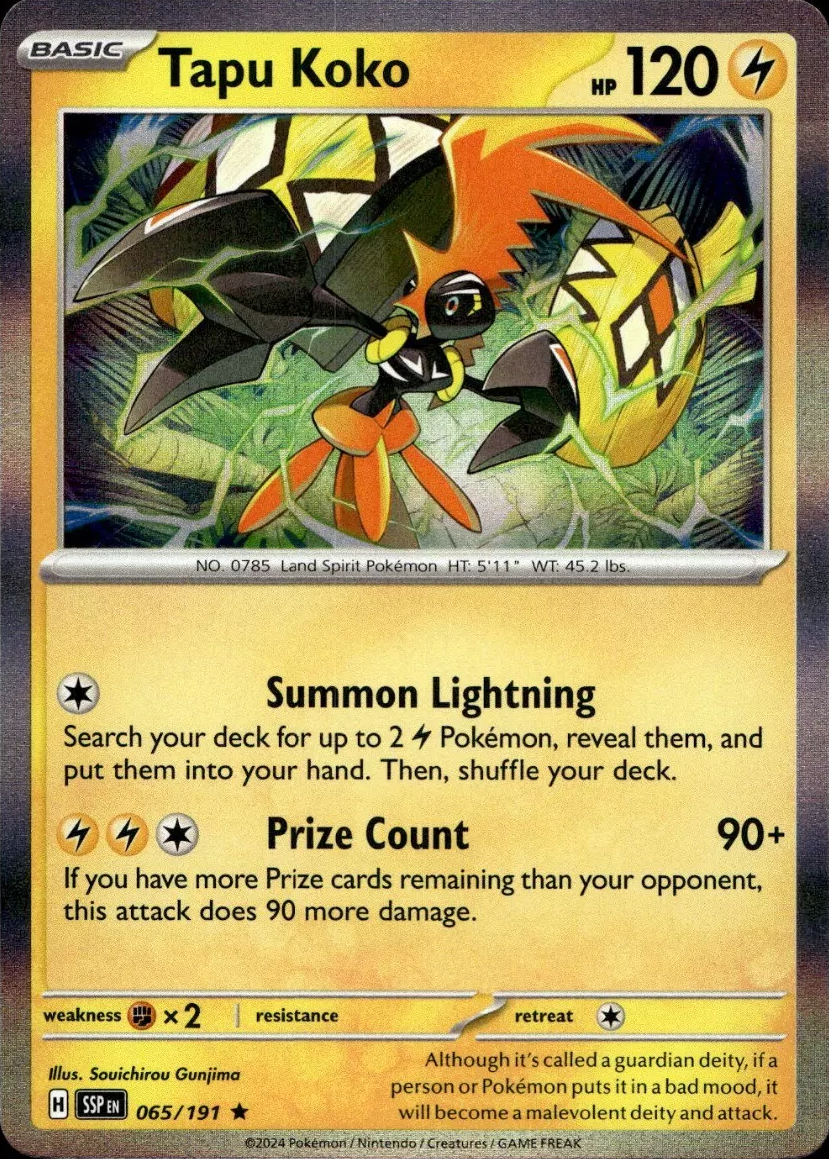 BASIC Tapu Koko HP 120
NO. 0785 Land Spirit Pokémon HT: 5'11" WT: 45.2 lbs.
Summon Lightning
Search your deck for up to 2 Pokémon, reveal them, and
put them into your hand. Then, shuffle your deck.
Prize Count 90+
If you have more Prize cards remaining than your opponent,
this attack does 90 more damage.
weakness ×2 | resistance retreat
Illus. Souichirou Gunjima
H SSP EN 065/191 ★
Although it's called a guardian deity, if a
person or Pokémon puts it in a bad mood, it
will become a malevolent deity and attack.
©2024 Pokémon / Nintendo / Creatures / GAME FREAK